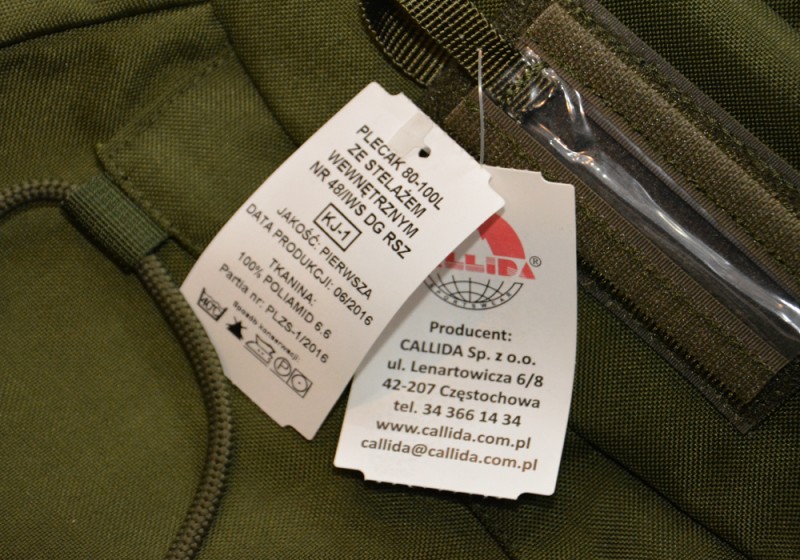 PLECAK 80-100L
ZE STELAŻEM
WEWNĘTRZNYM
NR 48/IWS DG RSZ
KJ-1
JAKOŚĆ: PIERWSZA
DATA PRODUKCJI: 06/2016
TKANINA:
100% POLIAMID 6.6
Partia nr: PLZS-1/2016
Sposób konserwacji:
CALLIDA®
Producent:
CALLIDA Sp. z o.o.
ul. Lenartowicza 6/8
42-207 Częstochowa
tel. 34 366 14 34
www.callida.com.pl
callida@callida.com.pl